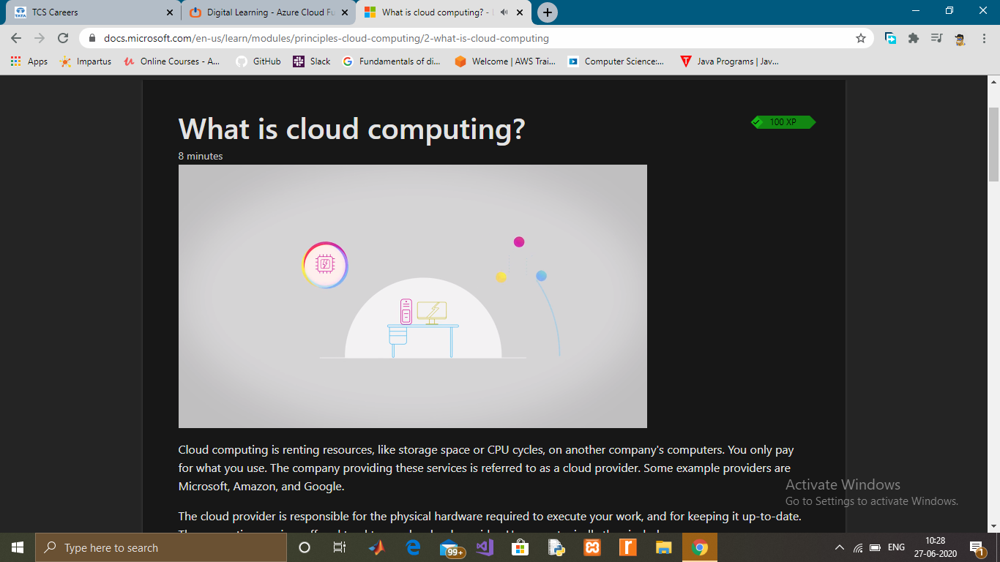 TCS Careers
Digital Learning - Azure Cloud Fu
What is cloud computing? -
docs.microsoft.com/en-us/learn/modules/principles-cloud-computing/2-what-is-cloud-computing
Apps
Impartus
Online Courses - A...
GitHub
Slack
Fundamentals of di...
Welcome | AWS Trai...
Computer Science:...
Java Programs | Jav...
What is cloud computing?
100 XP
8 minutes
Cloud computing is renting resources, like storage space or CPU cycles, on another company's computers. You only pay
for what you use. The company providing these services is referred to as a cloud provider. Some example providers are
Microsoft, Amazon, and Google.
Activate Windows
Go to Settings to activate Windows.
The cloud provider is responsible for the physical hardware required to execute your work, and for keeping it up-to-date.
Type here to search
99+
ENG
10:28
27-06-2020
1